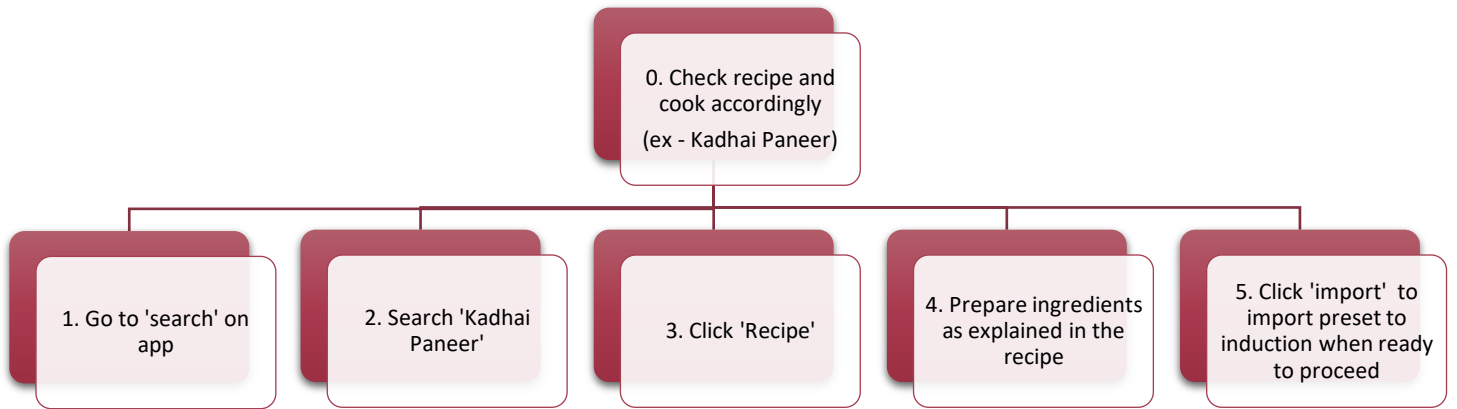 0. Check recipe and
cook accordingly
(ex - Kadhai Paneer)
1. Go to 'search' on
app
2. Search 'Kadhai
Paneer'
3. Click 'Recipe'
4. Prepare ingredients
as explained in the
recipe
5. Click 'import'  to
import preset to
induction when ready
to proceed